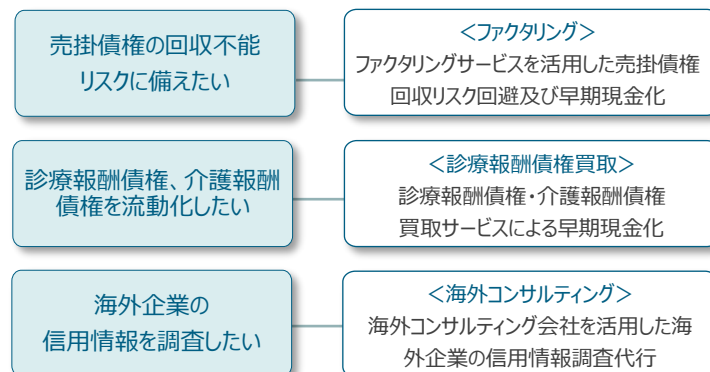 売掛債権の回収不能
リスクに備えたい
<ファクタリング>
ファクタリングサービスを活用した売掛債権
回収リスク回避及び早期現金化
診療報酬債権、介護報酬
債権を流動化したい
<診療報酬債権買取>
診療報酬債権・介護報酬債権
買取サービスによる早期現金化
海外企業の
信用情報を調査したい
<海外コンサルティング>
海外コンサルティング会社を活用した海
外企業の信用情報調査代行